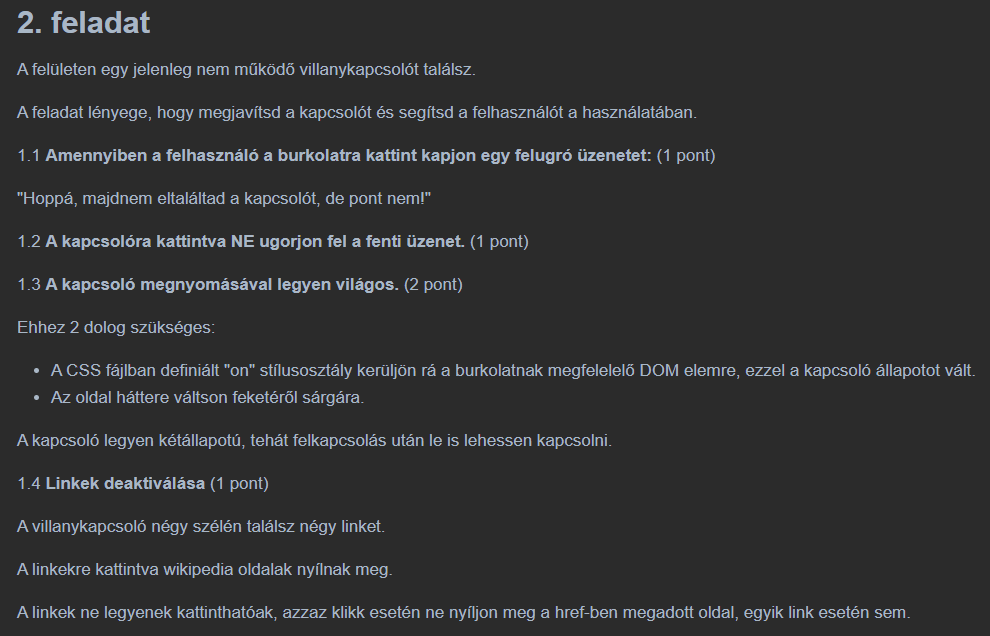 2. feladat
A felületen egy jelenleg nem működő villanykapcsolót találsz.
A feladat lényege, hogy megjavítsd a kapcsolót és segítsd a felhasználót a használatában.
1.1 Amennyiben a felhasználó a burkolatra kattint kapjon egy felugró üzenetet: (1 pont)
"Hoppá, majdnem eltaláltad a kapcsolót, de pont nem!"
1.2 A kapcsolóra kattintva NE ugorjon fel a fenti üzenet. (1 pont)
1.3 A kapcsoló megnyomásával legyen világos. (2 pont)
Ehhez 2 dolog szükséges:
• A CSS fájlban definiált "on" stílusosztály kerüljön rá a burkolatnak megfelelelő DOM elemre, ezzel a kapcsoló állapotot vált.
• Az oldal háttere váltson feketéről sárgára.
A kapcsoló legyen kétállapotú, tehát felkapcsolás után le is lehessen kapcsolni.
1.4 Linkek deaktiválása (1 pont)
A villanykapcsoló négy szélén találsz négy linket.
A linkekre kattintva wikipedia oldalak nyílnak meg.
A linkek ne legyenek kattinthatóak, azzaz klikk esetén ne nyíljon meg a href-ben megadott oldal, egyik link esetén sem.